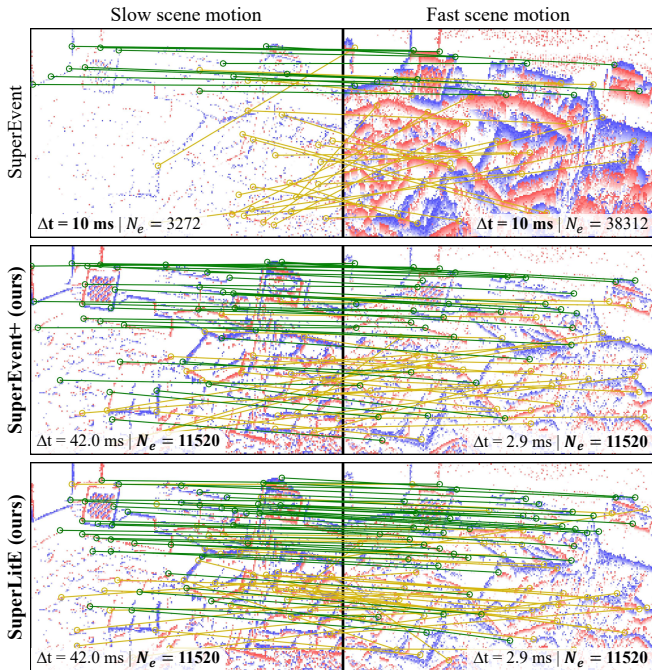 Slow scene motion Fast scene motion
SuperEvent
Δt = 10 ms | Nₑ = 3272 Δt = 10 ms | Nₑ = 38312
SuperEvent+ (ours)
Δt = 42.0 ms | Nₑ = 11520 Δt = 2.9 ms | Nₑ = 11520
SuperLitE (ours)
Δt = 42.0 ms | Nₑ = 11520 Δt = 2.9 ms | Nₑ = 11520